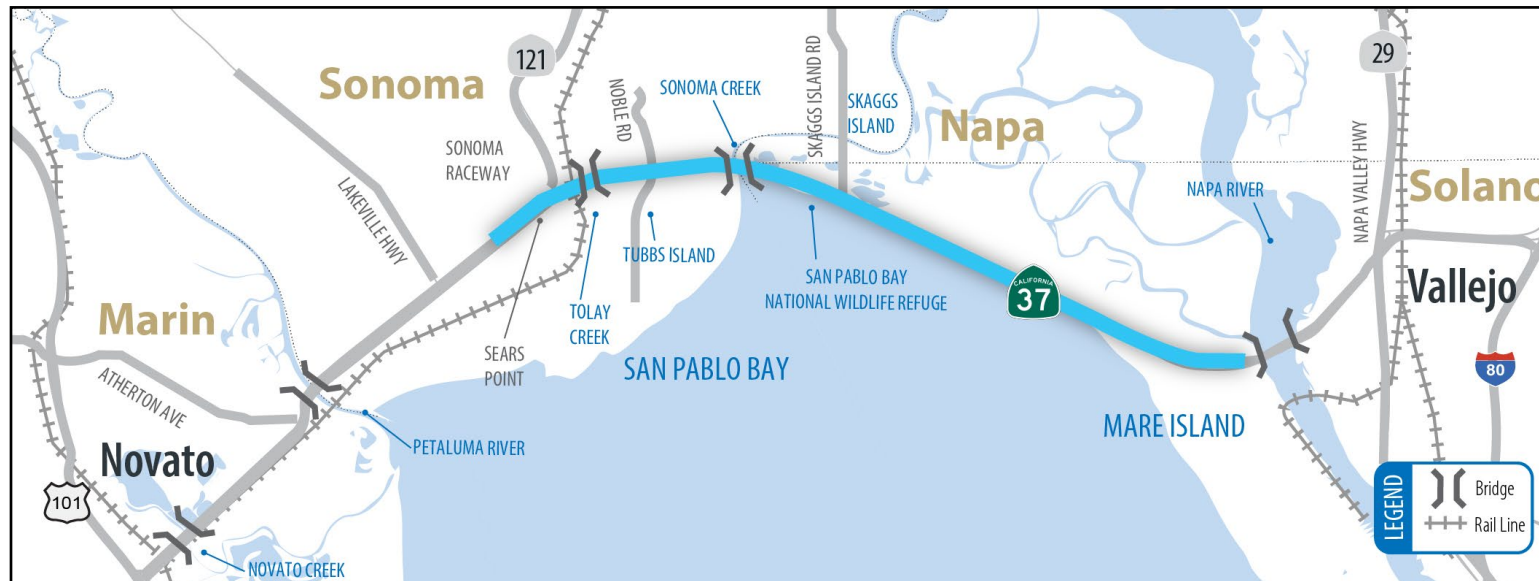 121
Sonoma
NOBLE RD
SONOMA CREEK
SKAGGS ISLAND RD
SKAGGS
ISLAND
Napa
29
SONOMA
RACEWAY
LAKEVILLE HWY
NAPA RIVER
NAPA VALLEY HWY
Solano
Marin
TUBBS ISLAND
TOLAY
CREEK
SAN PABLO BAY
NATIONAL WILDLIFE REFUGE
CALIFORNIA
37
Vallejo
SEARS
POINT
SAN PABLO BAY
80
ATHERTON AVE
MARE ISLAND
Novato
PETALUMA RIVER
101
NOVATO CREEK
LEGEND
Bridge
Rail Line